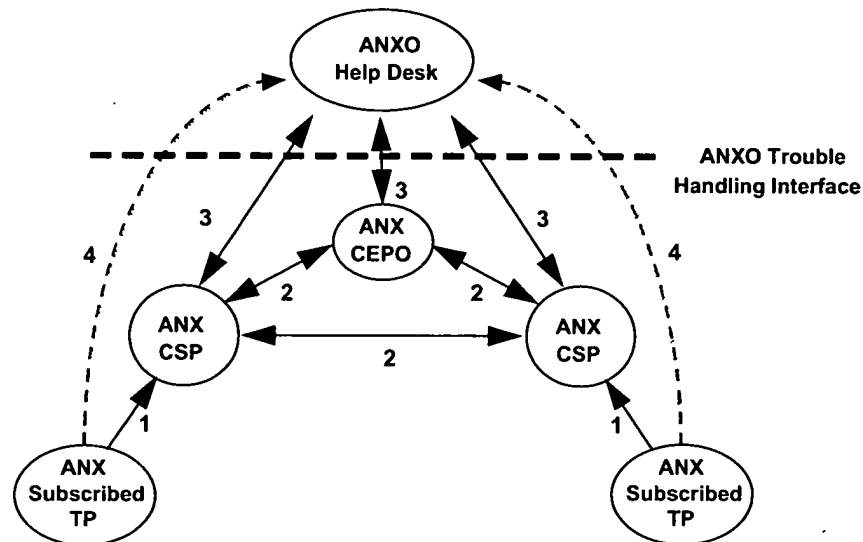 ANXO
Help Desk
ANXO Trouble
Handling Interface
3
3
3
ANX
CEPO
4
4
2
2
ANX
CSP
ANX
CSP
2
1
1
ANX
Subscribed
TP
ANX
Subscribed
TP